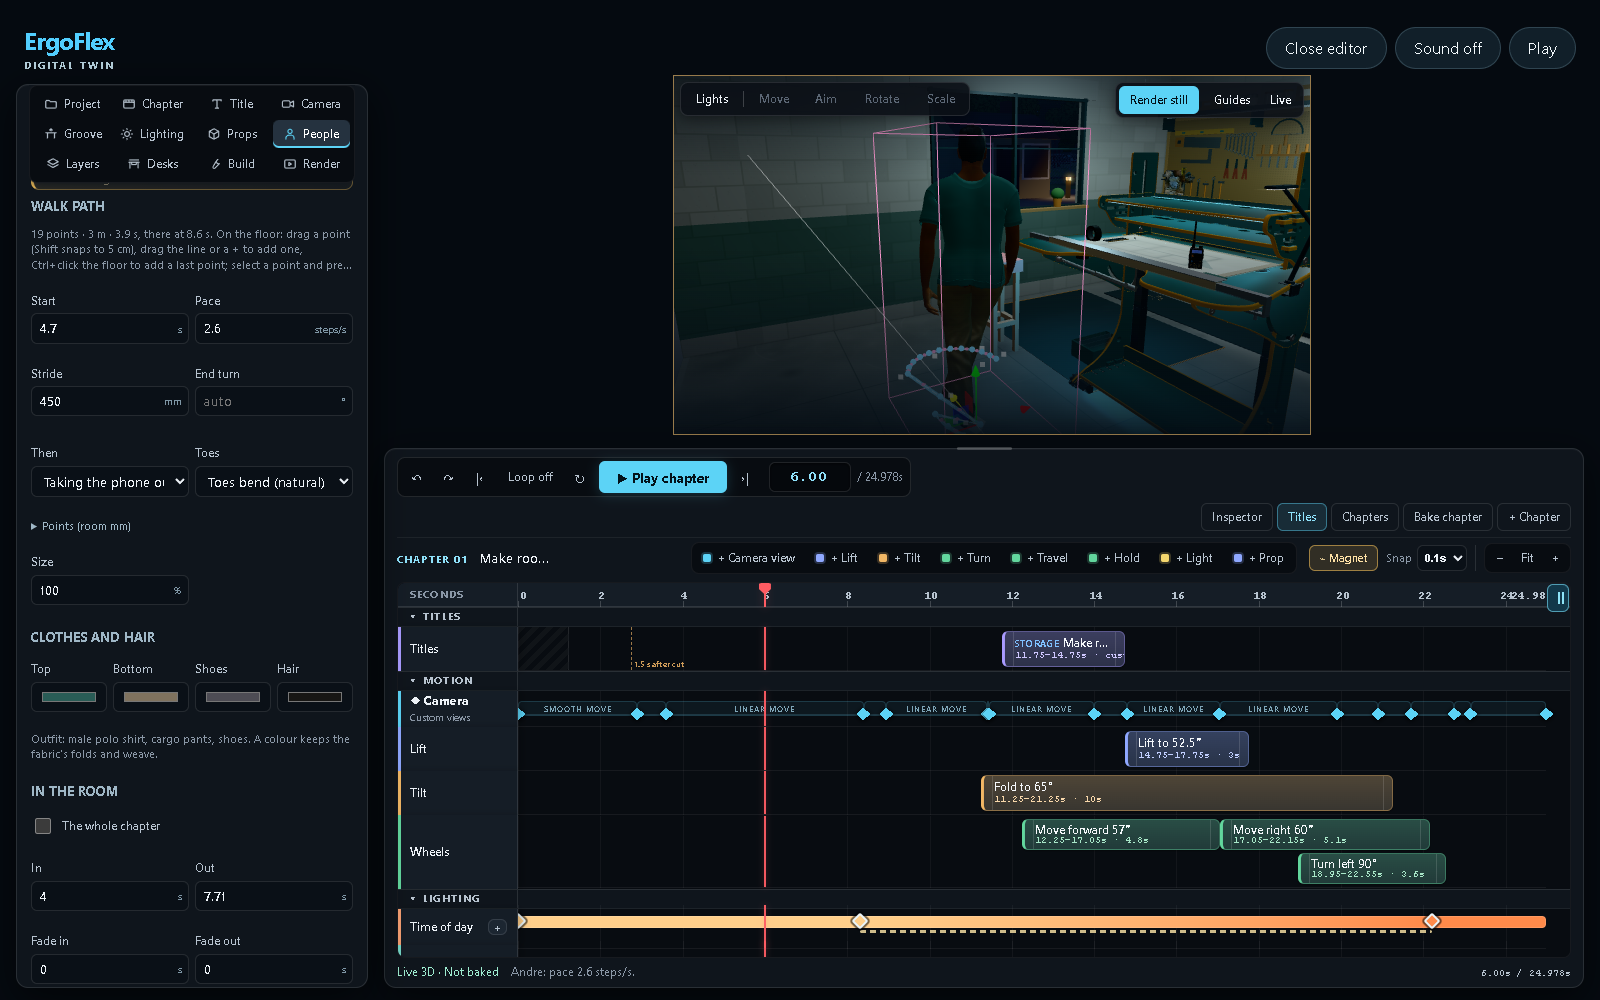 ErgoFlex
DIGITAL TWIN
Close editor
Sound off
Play
Project
Chapter
Title
Camera
Groove
Lighting
Props
People
Layers
Desks
Build
Render
WALK PATH
19 points · 3 m · 3.9 s, there at 8.6 s. On the floor: drag a point
(Shift snaps to 5 cm), drag the line or a + to add one,
Ctrl+click the floor to add a last point; select a point and pre...
Start
Pace
4.7 s
2.6 steps/s
Stride
End turn
450 mm
auto °
Then
Toes
Taking the phone o
Toes bend (natural)
Points (room mm)
Size
100 %
CLOTHES AND HAIR
Top
Bottom
Shoes
Hair
Outfit: male polo shirt, cargo pants, shoes. A colour keeps the
fabric's folds and weave.
IN THE ROOM
The whole chapter
In
Out
4 s
7.71 s
Fade in
Fade out
0 s
0 s
Lights
Move
Aim
Rotate
Scale
Render still
Guides
Live
Loop off
▶ Play chapter
6.00
/ 24.978s
Inspector
Titles
Chapters
Bake chapter
+ Chapter
CHAPTER 01
Make roo...
+ Camera view
+ Lift
+ Tilt
+ Turn
+ Travel
+ Hold
+ Light
+ Prop
~ Magnet
Snap
0.1s
−
Fit
+
SECONDS
0
2
4
8
10
12
14
16
18
20
22
24
24.98
TITLES
Titles
1.5 s after cut
STORAGE Make r...
11.75–14.75s · cus
MOTION
Camera
Custom views
SMOOTH MOVE
LINEAR MOVE
LINEAR MOVE
LINEAR MOVE
LINEAR MOVE
LINEAR MOVE
Lift
Lift to 52.5"
14.75–17.75s · 3s
Tilt
Fold to 65°
11.25–21.25s · 10s
Wheels
Move forward 57"
12.25–17.05s · 4.8s
Move right 60"
17.05–22.15s · 5.1s
Turn left 90°
18.95–22.55s · 3.6s
LIGHTING
Time of day
+
Live 3D · Not baked
Andre: pace 2.6 steps/s.
6.00s / 24.978s